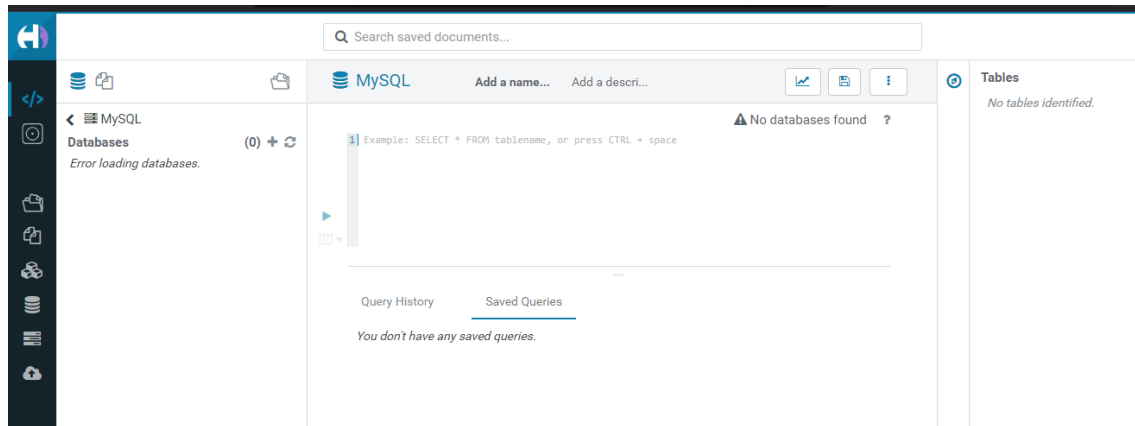 Search saved documents...
MySQL
Databases (0)
Error loading databases.
MySQL Add a name... Add a descri...
No databases found ?
1 Example: SELECT * FROM tablename, or press CTRL + space
Query History Saved Queries
You don't have any saved queries.
Tables
No tables identified.